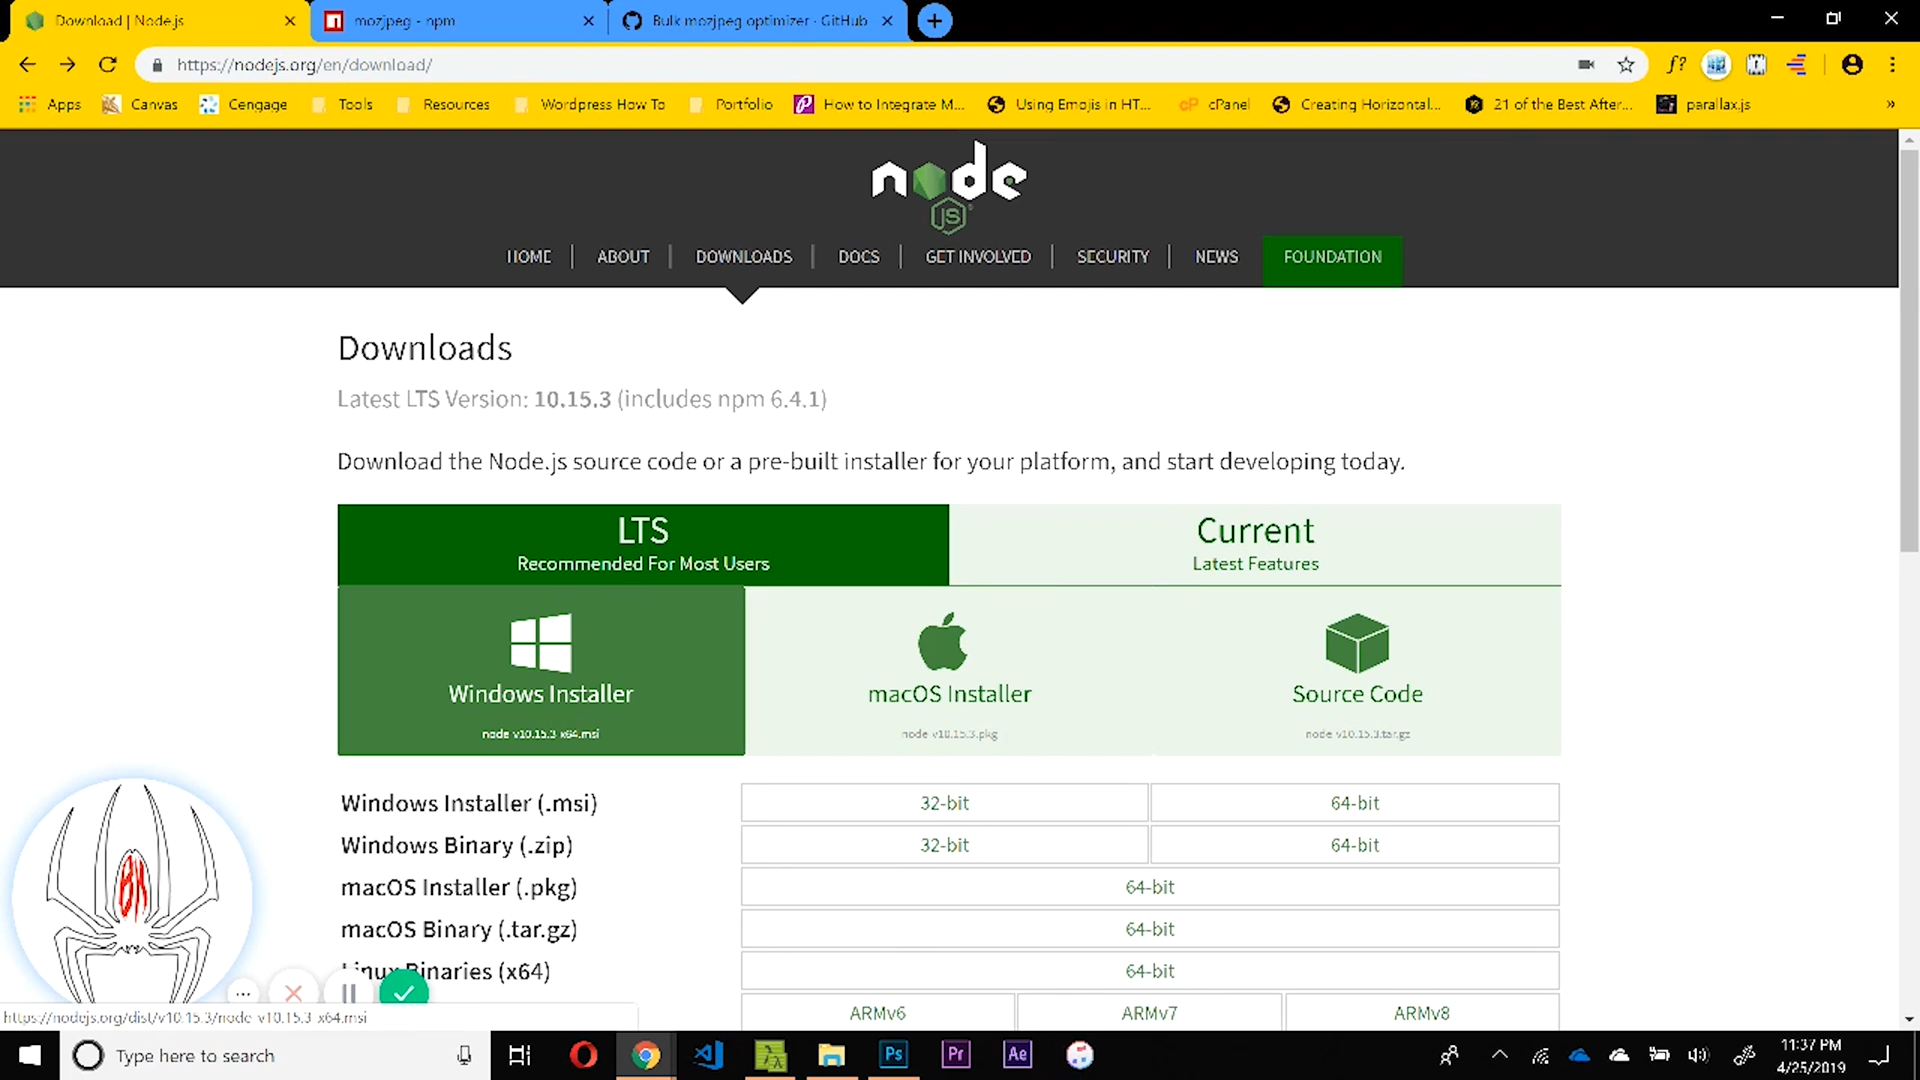 Download | Node.js
mozjpeg - npm
Bulk mozjpeg optimizer · GitHub
https://nodejs.org/en/download/
f?
Apps
Canvas
Cengage
Tools
Resources
Wordpress How To
Portfolio
How to Integrate M...
Using Emojis in HT...
cPanel
Creating Horizontal...
21 of the Best After...
parallax.js
»
node
JS
HOME
ABOUT
DOWNLOADS
DOCS
GET INVOLVED
SECURITY
NEWS
FOUNDATION
Downloads
Latest LTS Version: 10.15.3 (includes npm 6.4.1)
Download the Node.js source code or a pre-built installer for your platform, and start developing today.
LTS
Recommended For Most Users
Current
Latest Features
Windows Installer
node v10.15.3 x64.msi
macOS Installer
node v10.15.3.pkg
Source Code
node v10.15.3.tar.gz
Windows Installer (.msi)
32-bit
64-bit
Windows Binary (.zip)
32-bit
64-bit
macOS Installer (.pkg)
64-bit
macOS Binary (.tar.gz)
64-bit
Linux Binaries (x64)
64-bit
ARMv6
ARMv7
ARMv8
https://nodejs.org/dist/v10.15.3/node v10.15.3 x64.msi
Type here to search
Ps
Pr
Ae
11:37 PM
4/25/2019